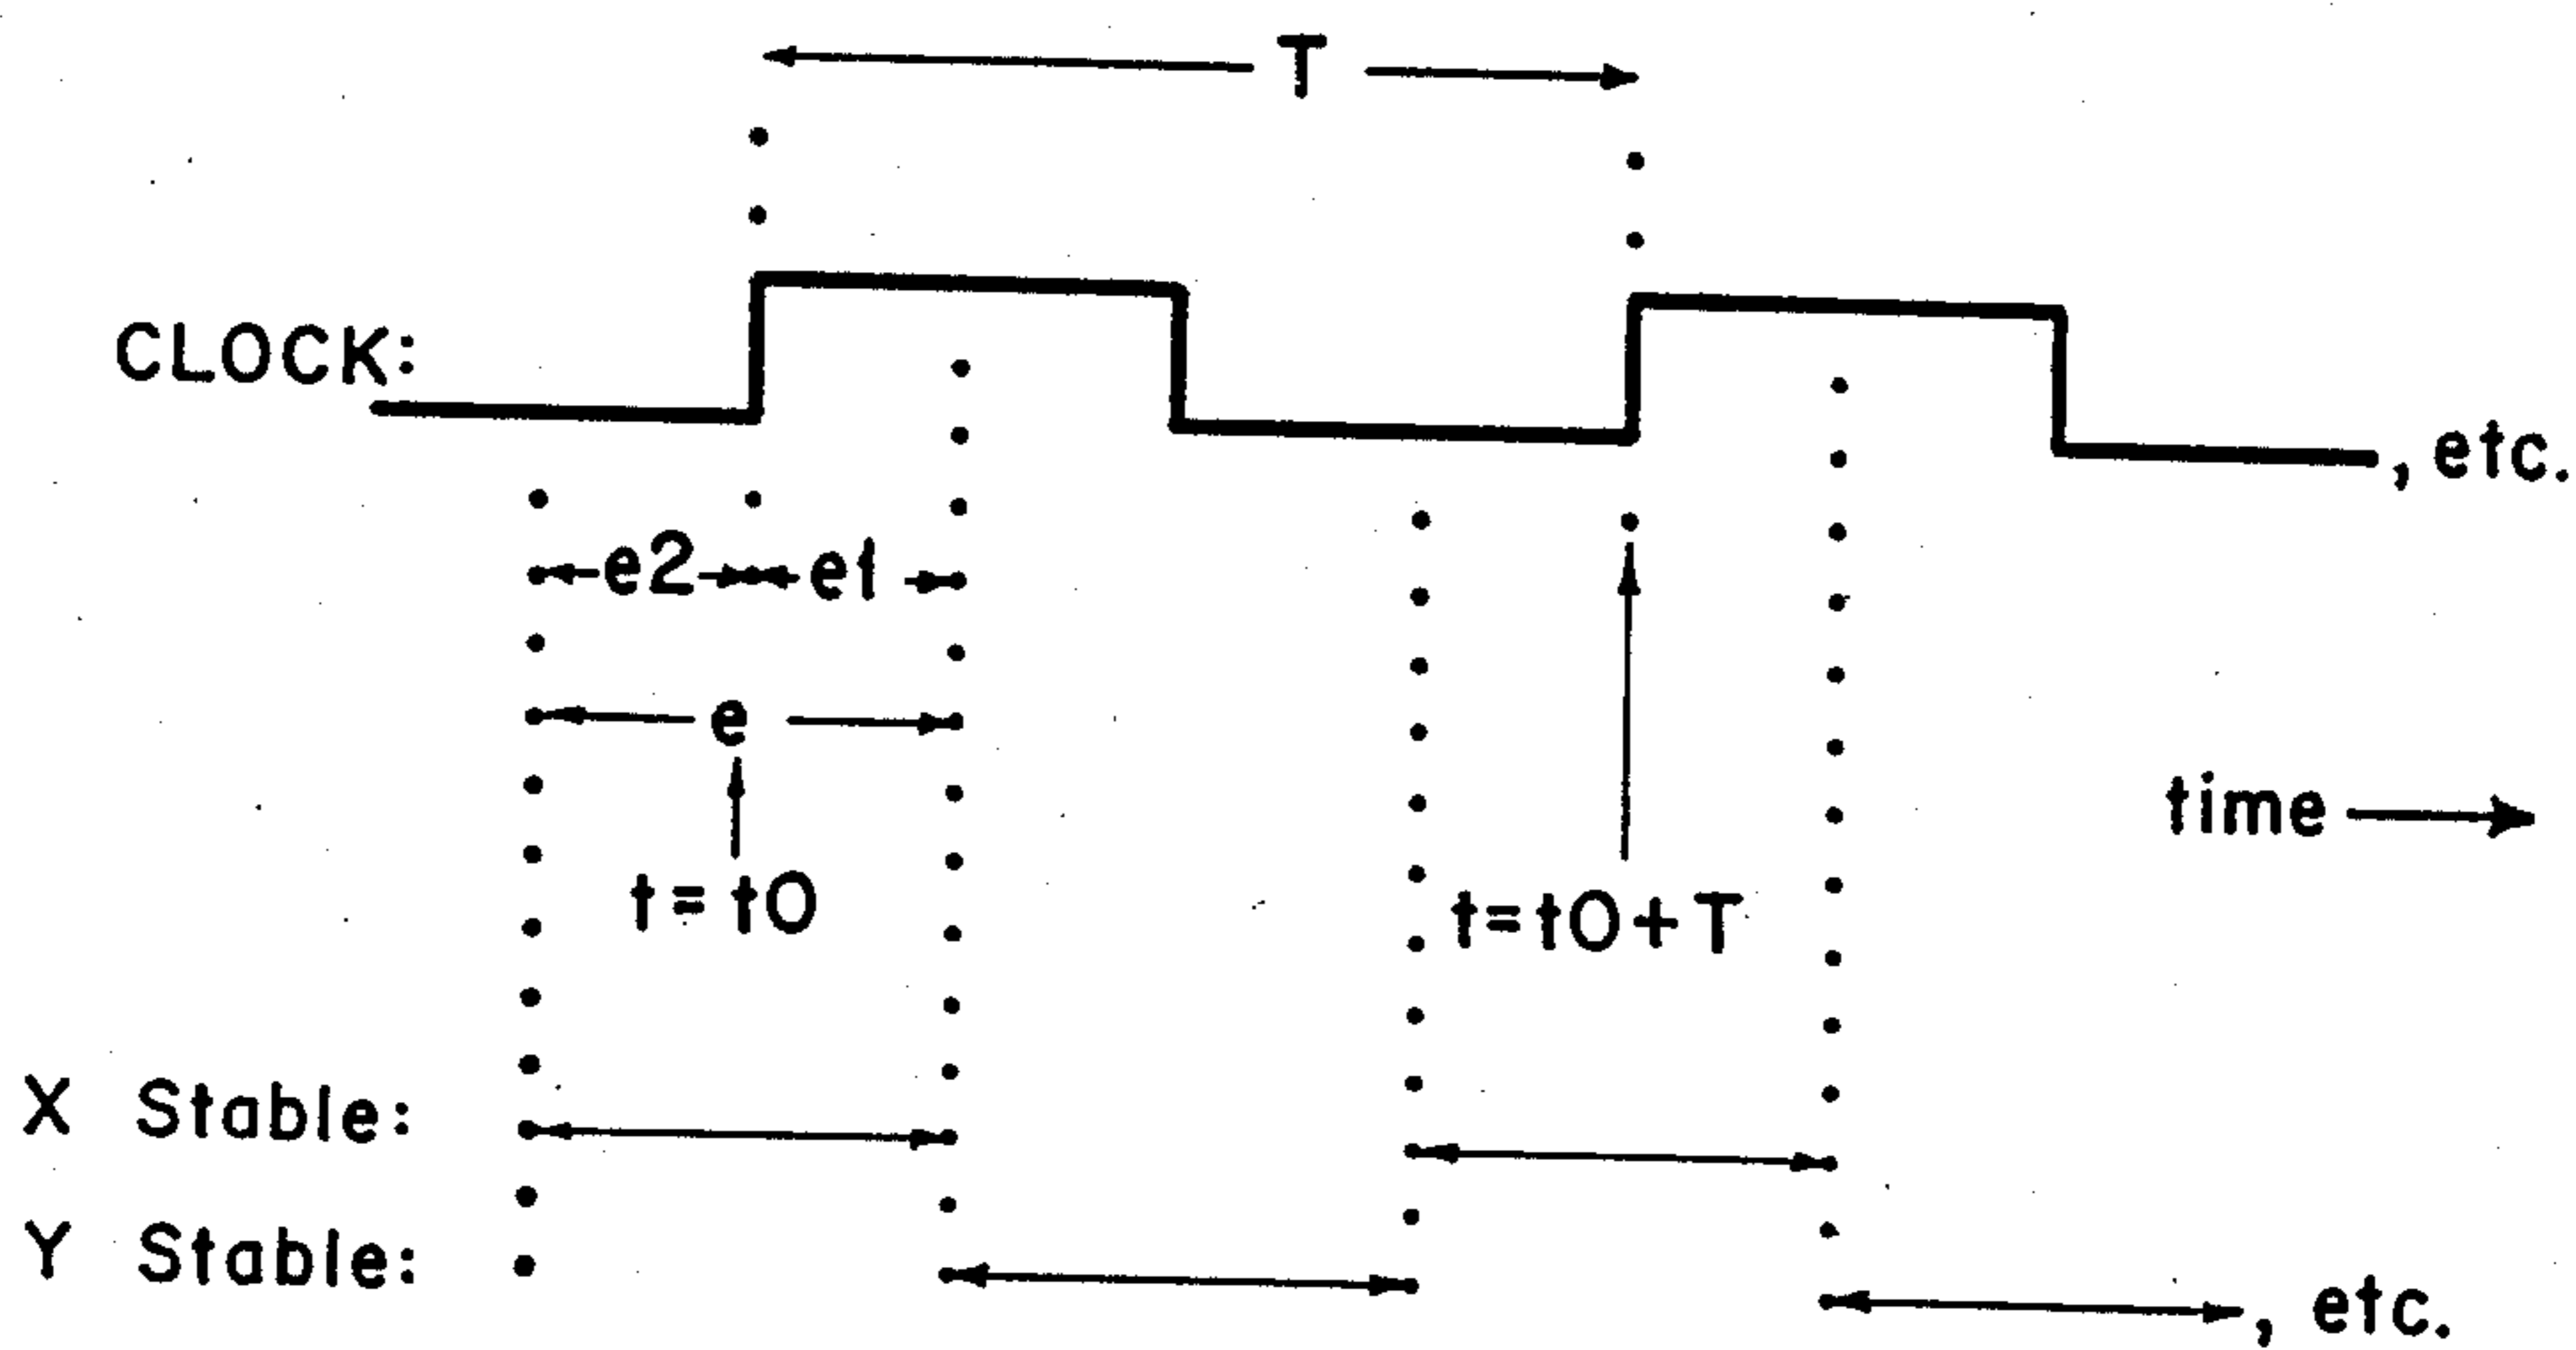 T
CLOCK:
, etc.
e2 e1
e
time
t=t0
t=t0+T
X Stable:
Y Stable:
, etc.